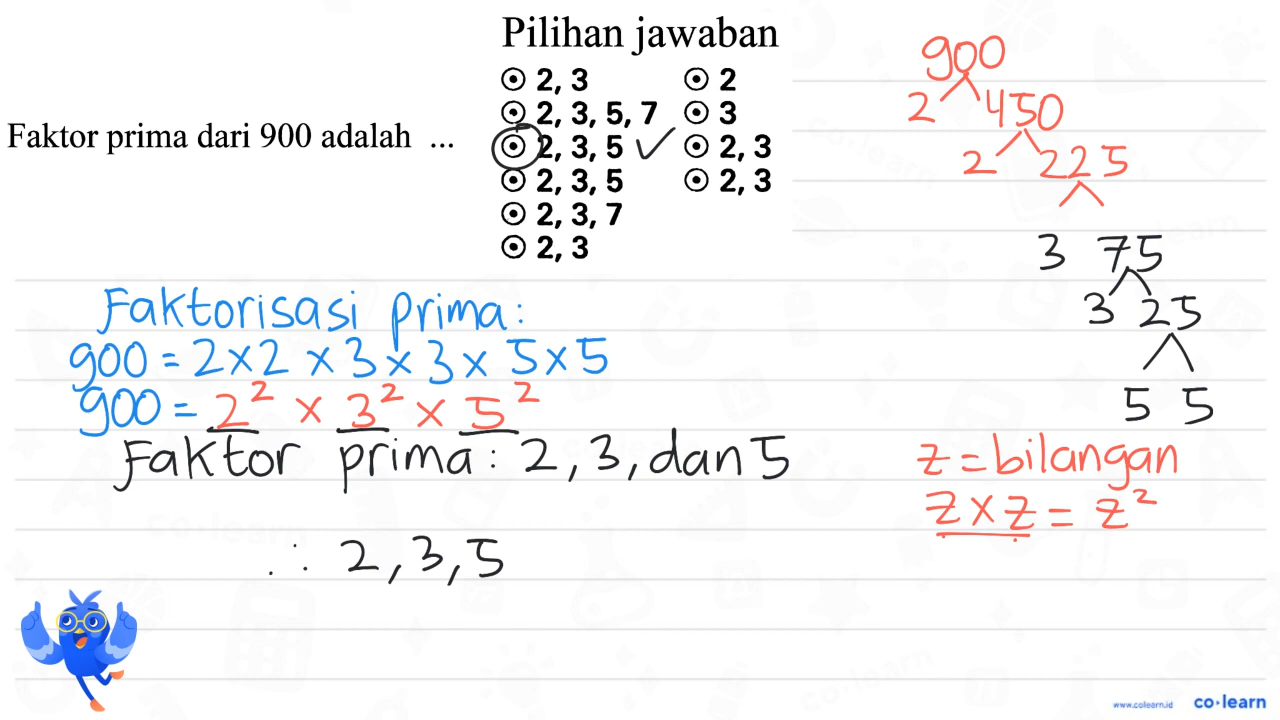 Pilihan jawaban
Faktor prima dari 900 adalah ...
2, 3
2, 3, 5, 7
2, 3, 5 ✓
2, 3, 5
2, 3, 7
2, 3
2
3
2, 3
2, 3
900
2 450
2 225
3 75
3 25
5 5
Faktorisasi prima:
900 = 2 × 2 × 3 × 3 × 5 × 5
900 = 2² × 3² × 5²
Faktor prima: 2, 3, dan 5
∴ 2, 3, 5
z = bilangan
z × z = z²
www.colearn.id co·learn